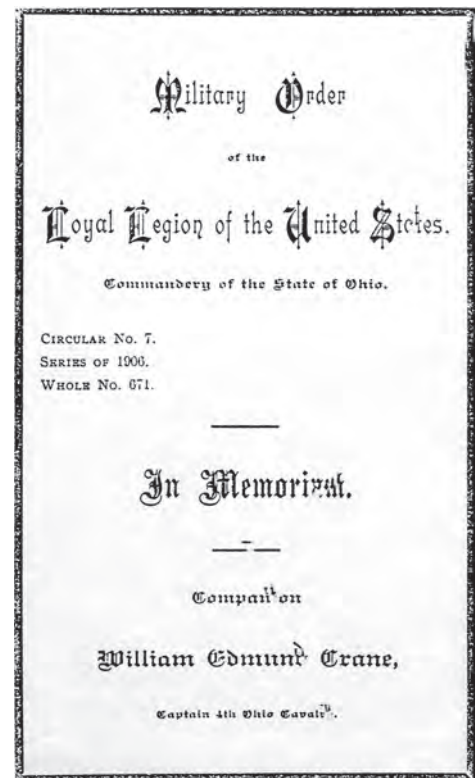 Military Order
of the
Loyal Legion of the United States.
Commandery of the State of Ohio.
CIRCULAR NO. 7.
SERIES OF 1906.
WHOLE NO. 671.
In Memoriam.
Companion
William Edmund Crane,
Captain 4th Ohio Cavalry.